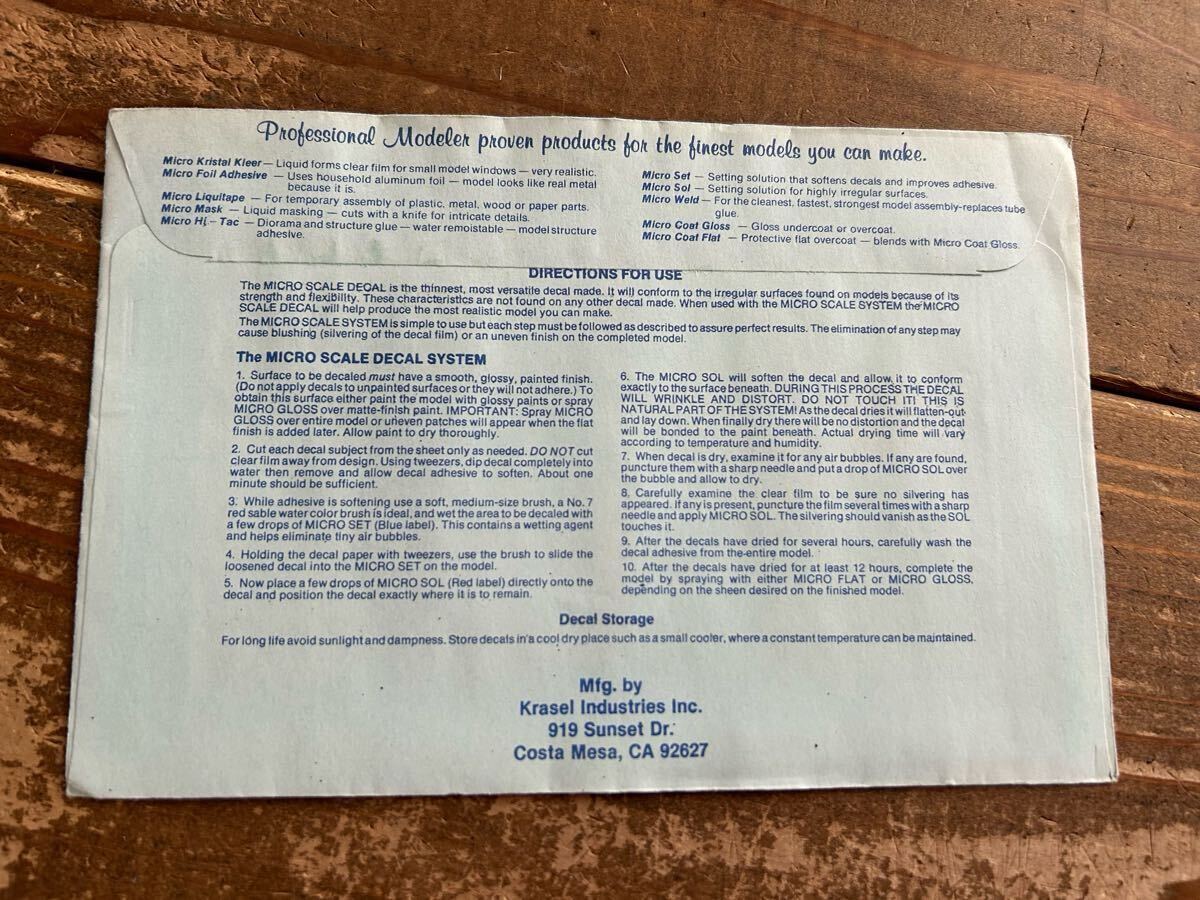 Professional Modeler proven products for the finest models you can make.
Micro Kristal Kleer — Liquid forms clear film for small model windows — very realistic.
Micro Foil Adhesive — Uses household aluminum foil — model looks like real metal
because it is.
Micro Liquitape — For temporary assembly of plastic, metal, wood or paper parts.
Micro Mask — Liquid masking — cuts with a knife for intricate details.
Micro Hi - Tac — Diorama and structure glue — water remoistable — model structure
adhesive.
Micro Set — Setting solution that softens decals and improves adhesive.
Micro Sol — Setting solution for highly irregular surfaces.
Micro Weld — For the cleanest, fastest, strongest model assembly-replaces tube
glue.
Micro Coat Gloss — Gloss undercoat or overcoat.
Micro Coat Flat — Protective flat overcoat — blends with Micro Coat Gloss.
DIRECTIONS FOR USE
The MICRO SCALE DECAL is the thinnest, most versatile decal made. It will conform to the irregular surfaces found on models because of its
strength and flexibility. These characteristics are not found on any other decal made. When used with the MICRO SCALE SYSTEM the MICRO
SCALE DECAL will help produce the most realistic model you can make.
The MICRO SCALE SYSTEM is simple to use but each step must be followed as described to assure perfect results. The elimination of any step may
cause blushing (silvering of the decal film) or an uneven finish on the completed model.
The MICRO SCALE DECAL SYSTEM
1. Surface to be decaled must have a smooth, glossy, painted finish.
(Do not apply decals to unpainted surfaces or they will not adhere.) To
obtain this surface either paint the model with glossy paints or spray
MICRO GLOSS over matte-finish paint. IMPORTANT: Spray MICRO
GLOSS over entire model or uneven patches will appear when the flat
finish is added later. Allow paint to dry thoroughly.
2. Cut each decal subject from the sheet only as needed. DO NOT cut
clear film away from design. Using tweezers, dip decal completely into
water then remove and allow decal adhesive to soften. About one
minute should be sufficient.
3. While adhesive is softening use a soft, medium-size brush, a No. 7
red sable water color brush is ideal, and wet the area to be decaled with
a few drops of MICRO SET (Blue label). This contains a wetting agent
and helps eliminate tiny air bubbles.
4. Holding the decal paper with tweezers, use the brush to slide the
loosened decal into the MICRO SET on the model.
5. Now place a few drops of MICRO SOL (Red label) directly onto the
decal and position the decal exactly where it is to remain.
6. The MICRO SOL will soften the decal and allow it to conform
exactly to the surface beneath. DURING THIS PROCESS THE DECAL
WILL WRINKLE AND DISTORT. DO NOT TOUCH IT! THIS IS
NATURAL PART OF THE SYSTEM! As the decal dries it will flatten-out
and lay down. When finally dry there will be no distortion and the decal
will be bonded to the paint beneath. Actual drying time will vary
according to temperature and humidity.
7. When decal is dry, examine it for any air bubbles. If any are found,
puncture them with a sharp needle and put a drop of MICRO SOL over
the bubble and allow to dry.
8. Carefully examine the clear film to be sure no silvering has
appeared. If any is present, puncture the film several times with a sharp
needle and apply MICRO SOL. The silvering should vanish as the SOL
touches it.
9. After the decals have dried for several hours, carefully wash the
decal adhesive from the entire model.
10. After the decals have dried for at least 12 hours, complete the
model by spraying with either MICRO FLAT or MICRO GLOSS,
depending on the sheen desired on the finished model.
Decal Storage
For long life avoid sunlight and dampness. Store decals in a cool dry place such as a small cooler, where a constant temperature can be maintained.
Mfg. by
Krasel Industries Inc.
919 Sunset Dr.
Costa Mesa, CA 92627